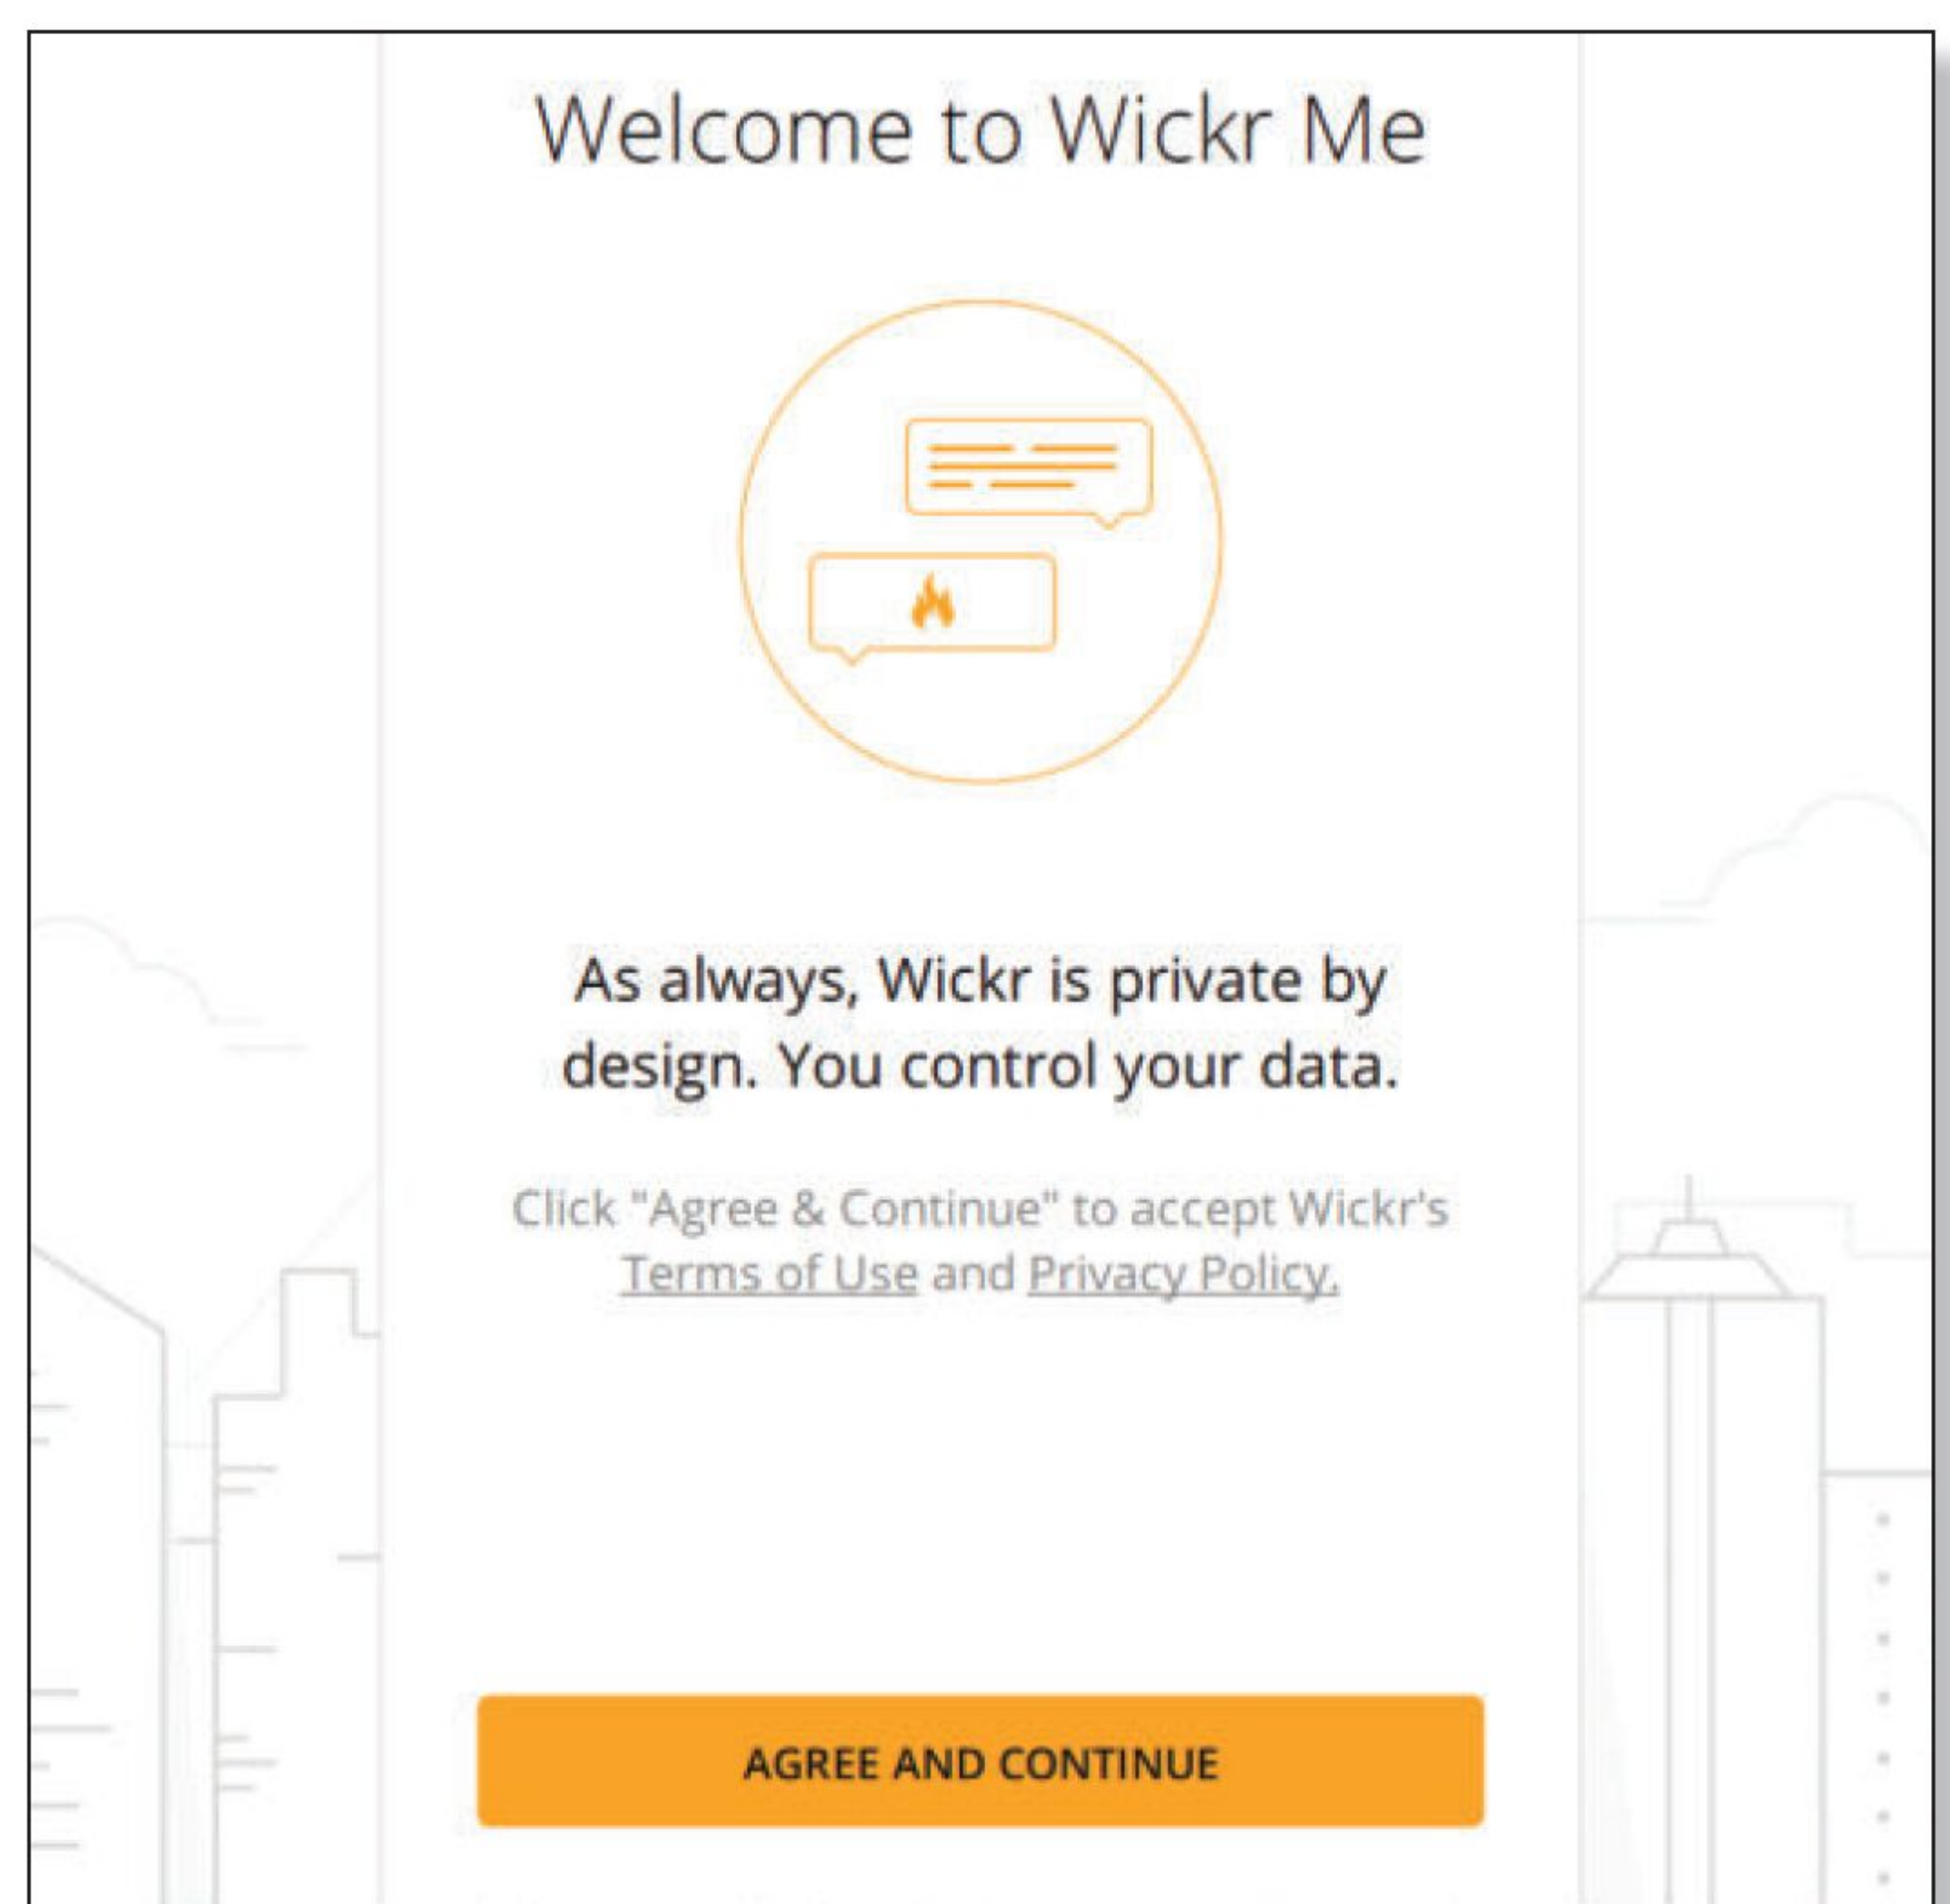 Welcome to Wickr Me
As always, Wickr is private by
design. You control your data.
Click "Agree & Continue" to accept Wickr's
Terms of Use and Privacy Policy.
AGREE AND CONTINUE